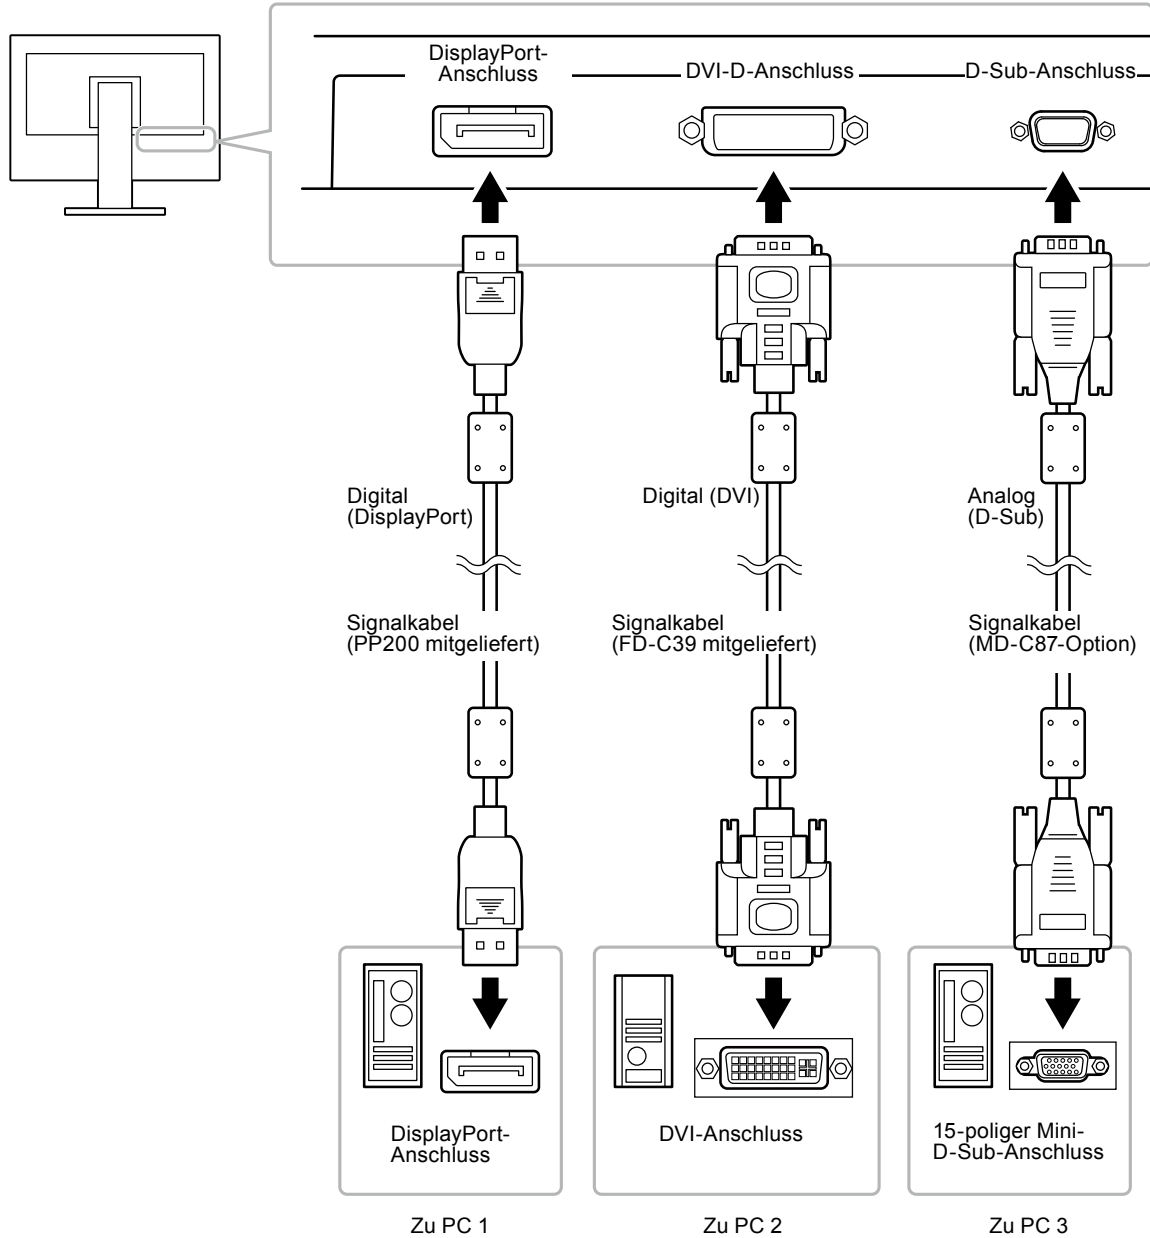 DisplayPort-
Anschluss
DVI-D-Anschluss
D-Sub-Anschluss
Digital
(DisplayPort)
Digital (DVI)
Analog
(D-Sub)
Signalkabel
(PP200 mitgeliefert)
Signalkabel
(FD-C39 mitgeliefert)
Signalkabel
(MD-C87-Option)
DisplayPort-
Anschluss
DVI-Anschluss
15-poliger Mini-
D-Sub-Anschluss
Zu PC 1
Zu PC 2
Zu PC 3